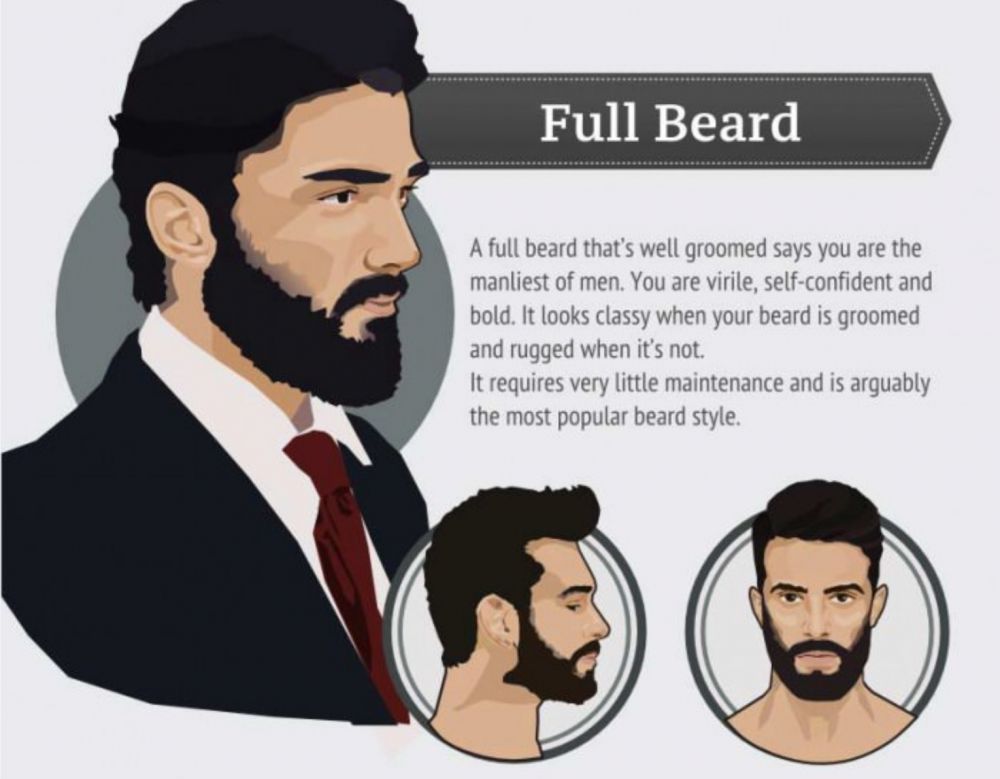 Full Beard
A full beard that's well groomed says you are the
manliest of men. You are virile, self-confident and
bold. It looks classy when your beard is groomed
and rugged when it's not.
It requires very little maintenance and is arguably
the most popular beard style.